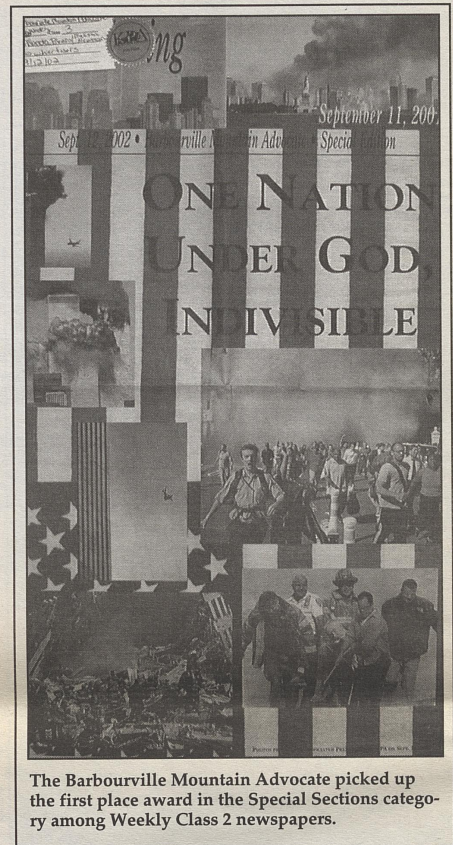 ing
September 11, 2001
Sept. 12, 2002 • Barbourville Mountain Advocate • Special Edition
ONE NATION
UNDER GOD,
INDIVISIBLE
The Barbourville Mountain Advocate picked up
the first place award in the Special Sections catego-
ry among Weekly Class 2 newspapers.